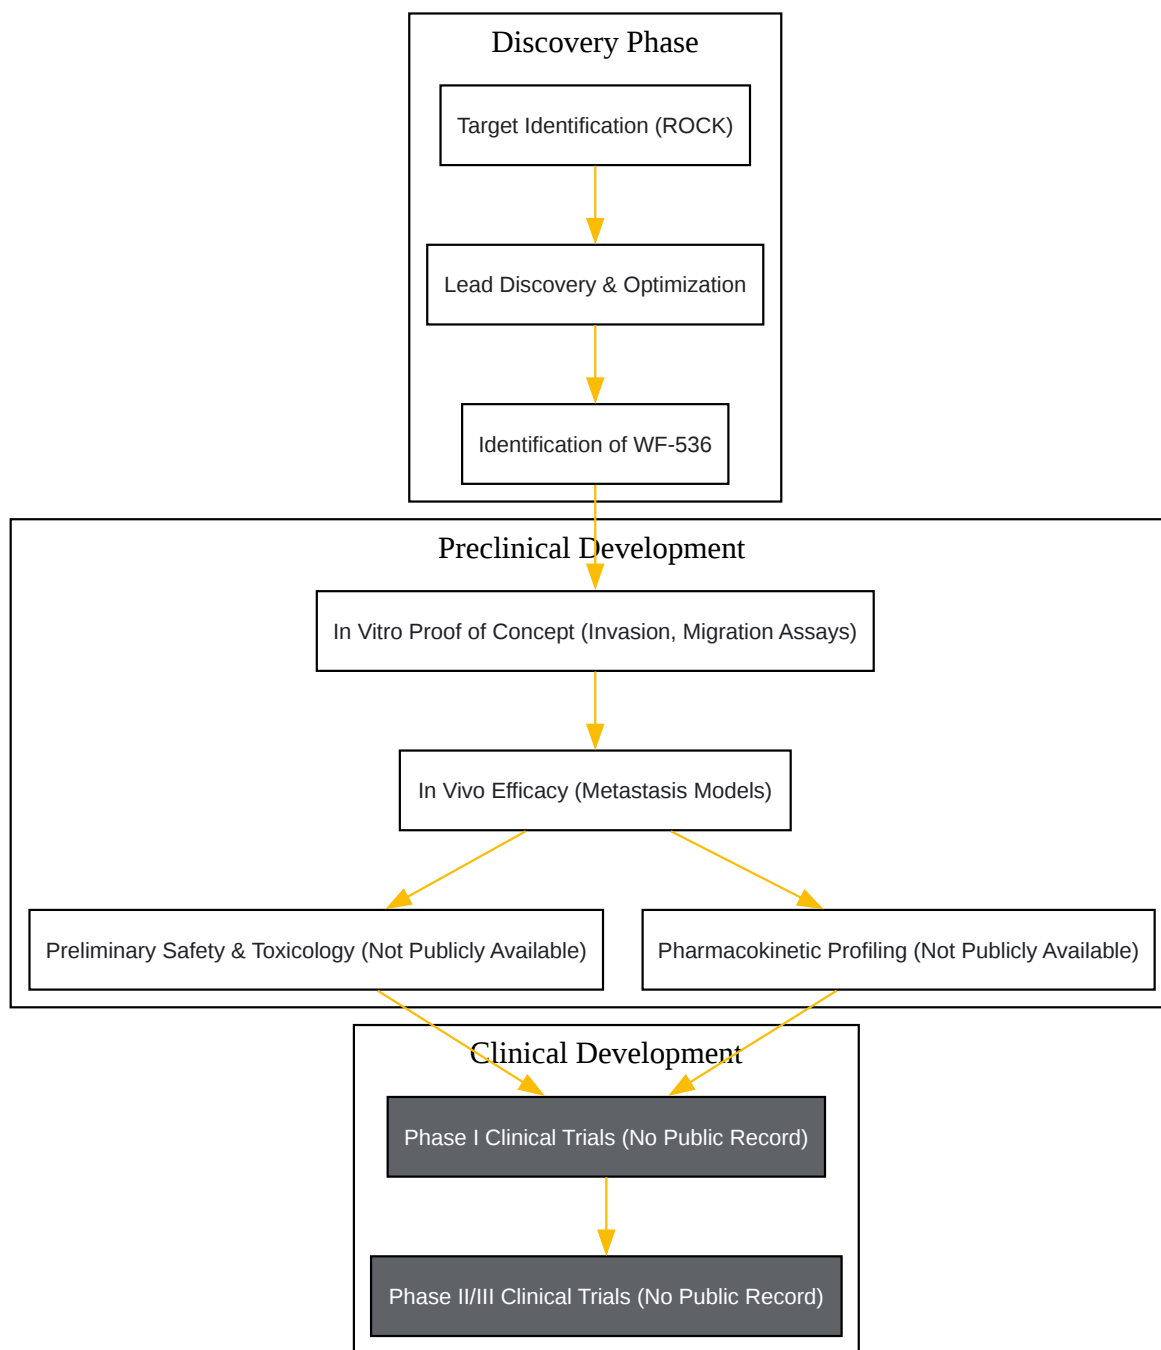 Discovery Phase
Target Identification (ROCK)
Lead Discovery & Optimization
Identification of WF-536
Preclinical Development
In Vitro Proof of Concept (Invasion, Migration Assays)
In Vivo Efficacy (Metastasis Models)
Preliminary Safety & Toxicology (Not Publicly Available)
Pharmacokinetic Profiling (Not Publicly Available)
Clinical Development
Phase I Clinical Trials (No Public Record)
Phase II/III Clinical Trials (No Public Record)